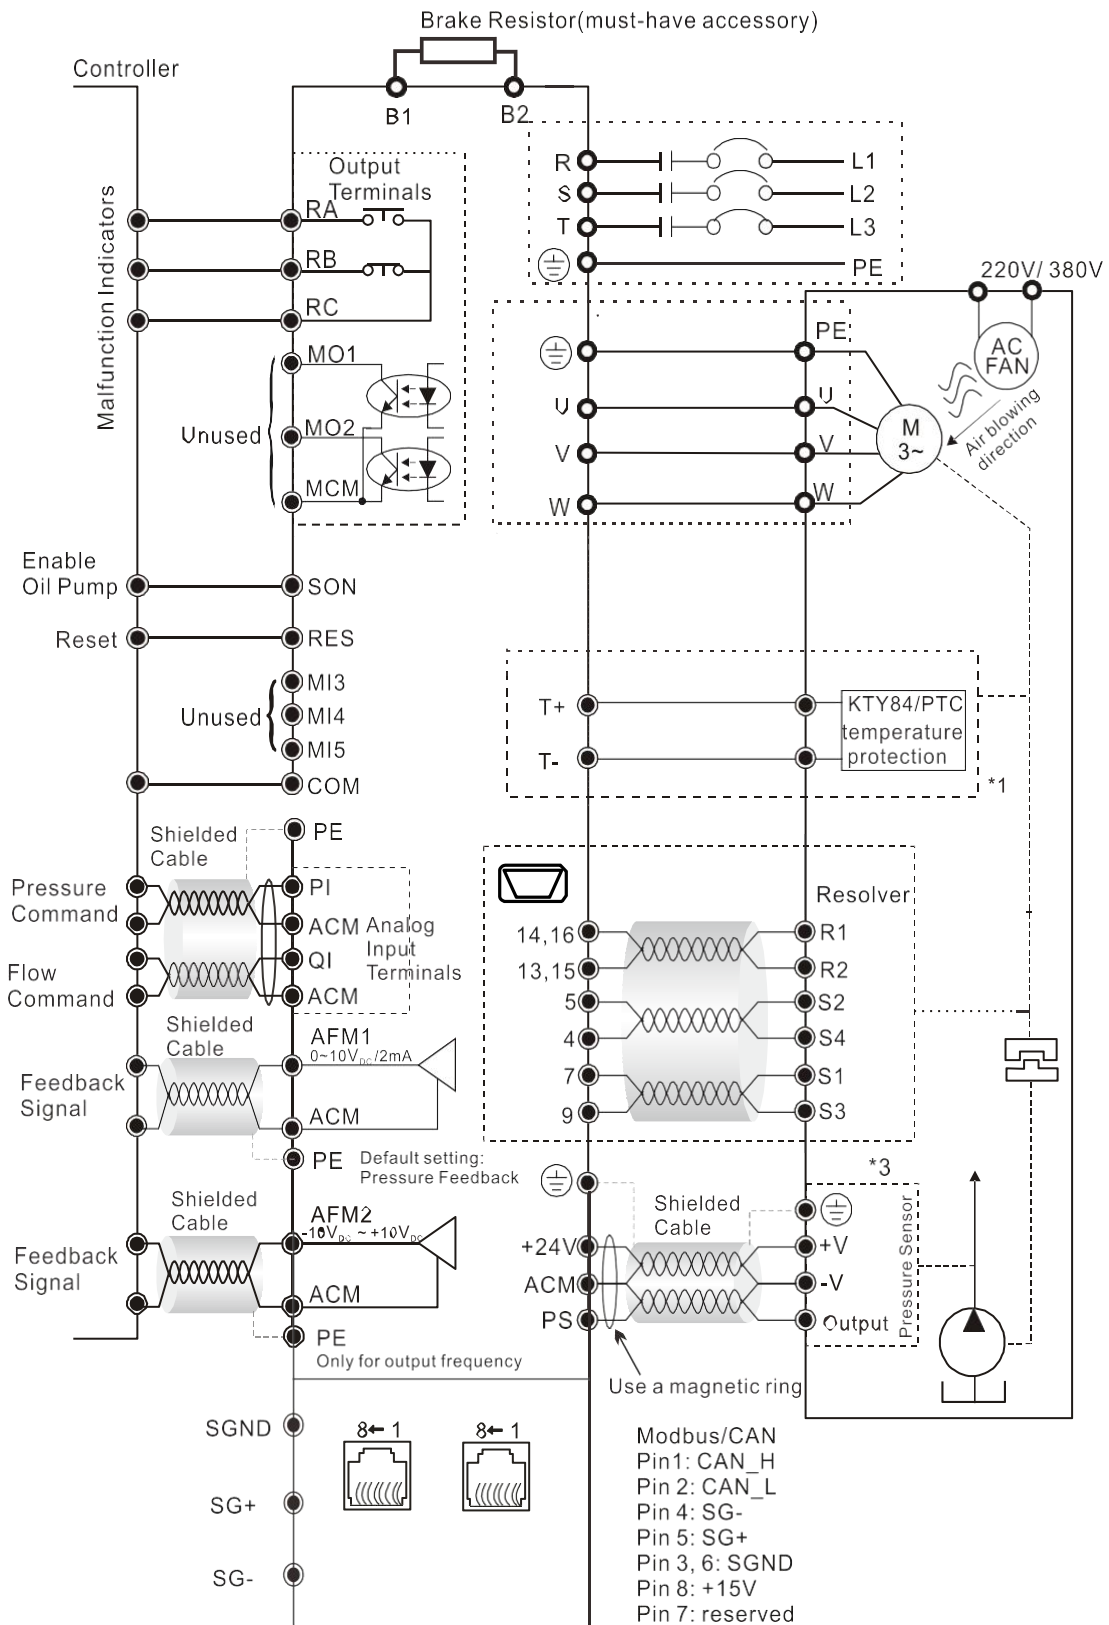 Brake Resistor(must-have accessory)
Controller
B1
B2
Output
Terminals
RA
RB
RC
MO1
MO2
MCM
Malfunction Indicators
Unused
R
S
T
L1
L2
L3
PE
220V/ 380V
AC
FAN
Air blowing
direction
PE
U
V
W
U
V
W
M
3~
Enable
Oil Pump
SON
Reset
RES
MI3
Unused
MI4
MI5
COM
T+
T-
KTY84/PTC
temperature
protection
*1
PE
Shielded
Cable
Pressure
Command
PI
ACM
Analog
Input
Terminals
QI
Flow
Command
ACM
Resolver
14,16
13,15
5
4
7
9
R1
R2
S2
S4
S1
S3
Shielded
Cable
AFM1
0~10VDC/2mA
Feedback
Signal
ACM
PE
Default setting:
Pressure Feedback
*3
Shielded
Cable
AFM2
-10VDC ~ +10VDC
Feedback
Signal
ACM
PE
Only for output frequency
Shielded
Cable
+24V
ACM
PS
+V
-V
Output
Pressure Sensor
Use a magnetic ring
SGND
SG+
SG-
8← 1
8← 1
Modbus/CAN
Pin1: CAN_H
Pin 2: CAN_L
Pin 4: SG-
Pin 5: SG+
Pin 3, 6: SGND
Pin 8: +15V
Pin 7: reserved